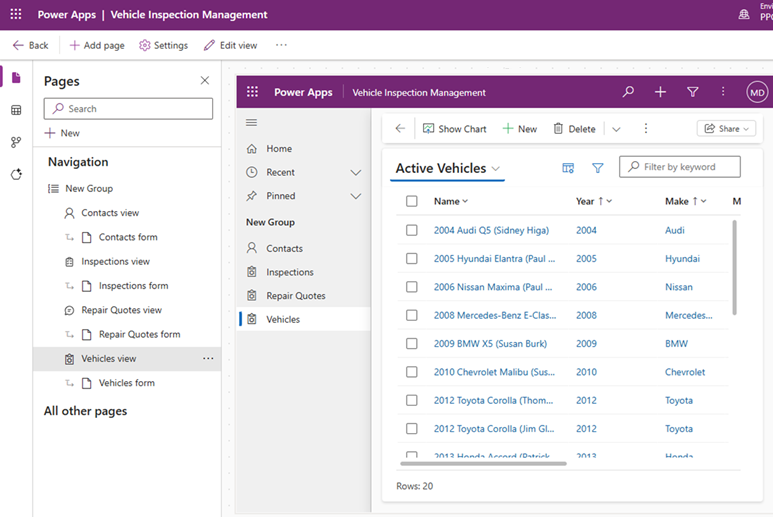 Power Apps | Vehicle Inspection Management
Back
Add page
Settings
Edit view
Pages
Search
New
Navigation
New Group
Contacts view
Contacts form
Inspections view
Inspections form
Repair Quotes view
Repair Quotes form
Vehicles view
Vehicles form
All other pages
Power Apps | Vehicle Inspection Management
MD
Home
Recent
Pinned
New Group
Contacts
Inspections
Repair Quotes
Vehicles
Show Chart
New
Delete
Share
Active Vehicles
Filter by keyword
Name Year ↑ Make ↑ M
2004 Audi Q5 (Sidney Higa) 2004 Audi
2005 Hyundai Elantra (Paul ... 2005 Hyundai
2006 Nissan Maxima (Paul ... 2006 Nissan
2008 Mercedes-Benz E-Clas... 2008 Mercedes...
2009 BMW X5 (Susan Burk) 2009 BMW
2010 Chevrolet Malibu (Sus... 2010 Chevrolet
2012 Toyota Corolla (Thom... 2012 Toyota
2012 Toyota Corolla (Jim Gl... 2012 Toyota
2013 Honda Accord (Patrick 2013 Honda
Rows: 20